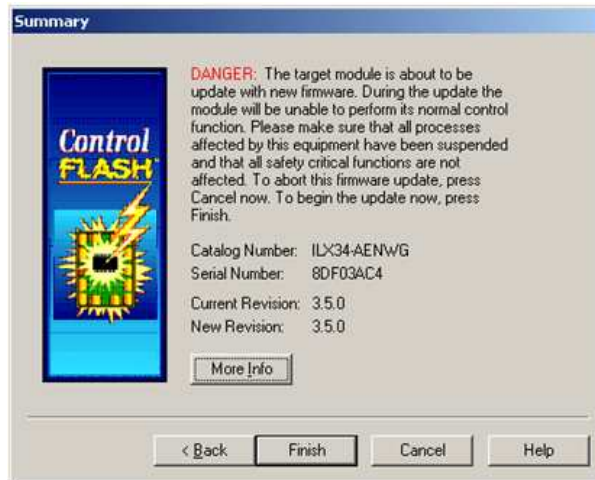 Summary
Control
FLASH
DANGER: The target module is about to be
update with new firmware. During the update the
module will be unable to perform its normal control
function. Please make sure that all processes
affected by this equipment have been suspended
and that all safety critical functions are not
affected. To abort this firmware update, press
Cancel now. To begin the update now, press
Finish.
Catalog Number: ILX34-AENWG
Serial Number: 8DF03AC4
Current Revision: 3.5.0
New Revision: 3.5.0
More Info
< Back Finish Cancel Help